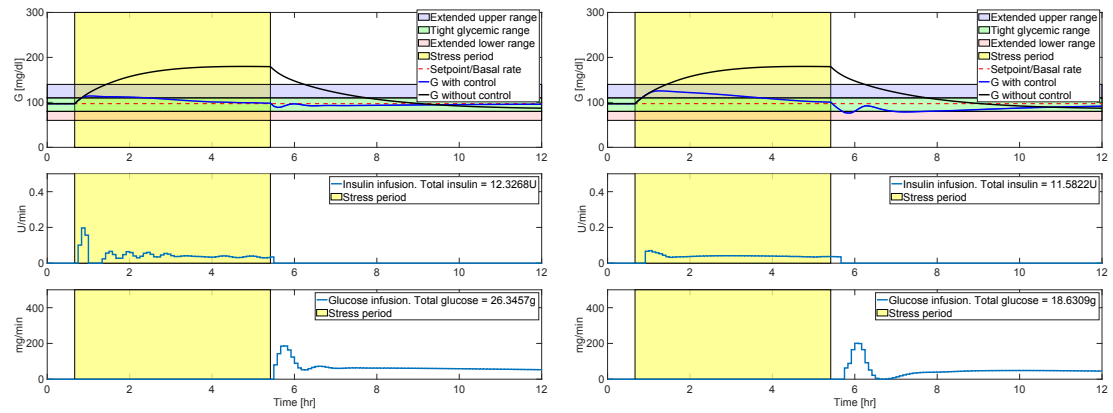 300
200
100
0
G [mg/dl]
0 2 4 6 8 10 12
Extended upper range
Tight glycemic range
Extended lower range
Stress period
Setpoint/Basal rate
G with control
G without control
0.4
0.2
0
U/min
0 2 4 6 8 10 12
Insulin infusion. Total insulin = 12.3268U
Stress period
400
200
0
mg/min
0 2 4 6 8 10 12
Time [hr]
Glucose infusion. Total glucose = 26.3457g
Stress period
300
200
100
0
G [mg/dl]
0 2 4 6 8 10 12
Extended upper range
Tight glycemic range
Extended lower range
Stress period
Setpoint/Basal rate
G with control
G without control
0.4
0.2
0
U/min
0 2 4 6 8 10 12
Insulin infusion. Total insulin = 11.5822U
Stress period
400
200
0
mg/min
0 2 4 6 8 10 12
Time [hr]
Glucose infusion. Total glucose = 18.6309g
Stress period